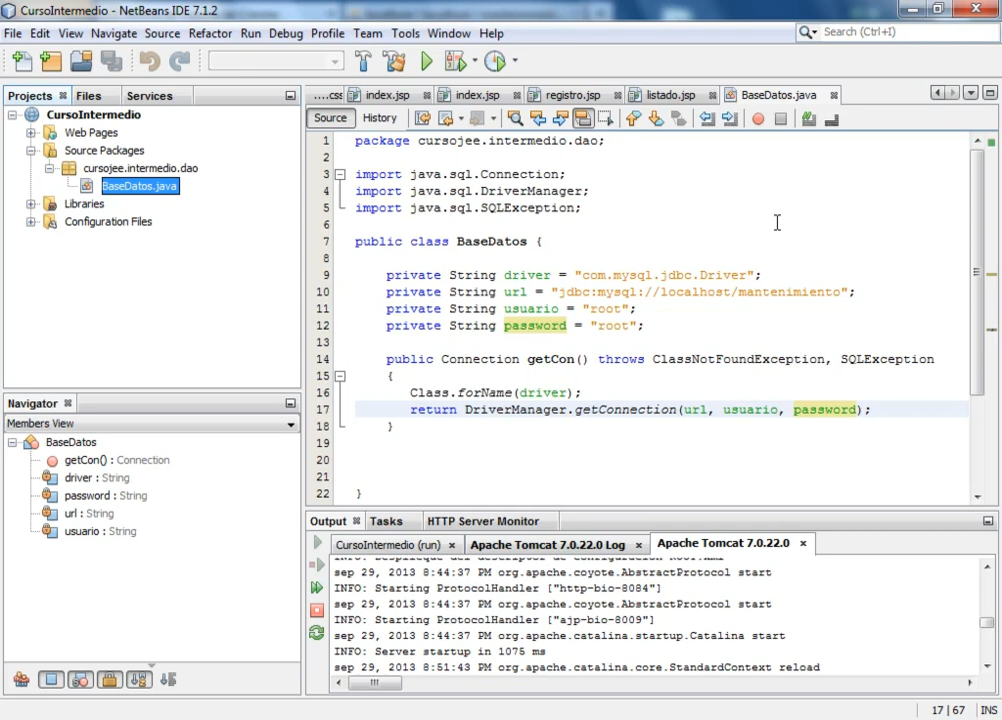 CursoIntermedio - NetBeans IDE 7.1.2
File Edit View Navigate Source Refactor Run Debug Profile Team Tools Window Help
Search (Ctrl+I)
Projects Files Services
CursoIntermedio
Web Pages
Source Packages
cursojee.intermedio.dao
BaseDatos.java
Libraries
Configuration Files
Navigator
Members View
BaseDatos
getCon() : Connection
driver : String
password : String
url : String
usuario : String
....css index.jsp index.jsp registro.jsp listado.jsp BaseDatos.java
Source History
1 package cursojee.intermedio.dao;
2
3 import java.sql.Connection;
4 import java.sql.DriverManager;
5 import java.sql.SQLException;
6
7 public class BaseDatos {
8
9 private String driver = "com.mysql.jdbc.Driver";
10 private String url = "jdbc:mysql://localhost/mantenimiento";
11 private String usuario = "root";
12 private String password = "root";
13
14 public Connection getCon() throws ClassNotFoundException, SQLException
15 {
16 Class.forName(driver);
17 return DriverManager.getConnection(url, usuario, password);
18 }
19
20
21
22 }
Output Tasks HTTP Server Monitor
CursoIntermedio (run) Apache Tomcat 7.0.22.0 Log Apache Tomcat 7.0.22.0
sep 29, 2013 8:44:37 PM org.apache.coyote.AbstractProtocol start
INFO: Starting ProtocolHandler ["http-bio-8084"]
sep 29, 2013 8:44:37 PM org.apache.coyote.AbstractProtocol start
INFO: Starting ProtocolHandler ["ajp-bio-8009"]
sep 29, 2013 8:44:37 PM org.apache.catalina.startup.Catalina start
INFO: Server startup in 1075 ms
sep 29, 2013 8:51:43 PM org.apache.catalina.core.StandardContext reload
17 | 67 INS